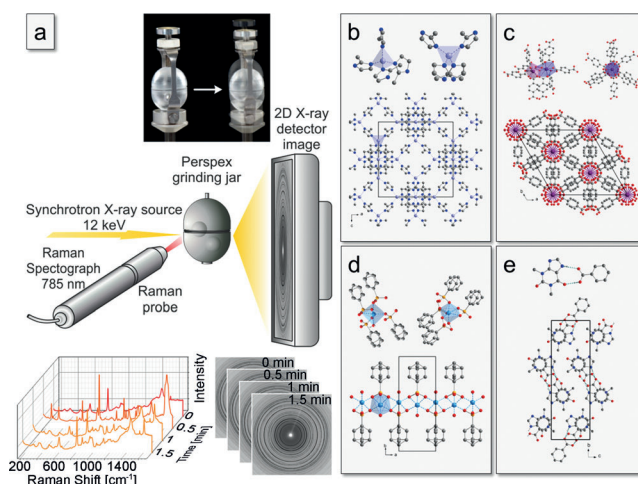 a
2D X-ray
detector
image
Perspex
grinding jar
Synchrotron X-ray source
12 keV
Raman
Spectrograph
785 nm
Raman
probe
Intensity
0
0.5
1
1.5
Time [min]
200 600 1000 1400
Raman Shift [cm⁻¹]
0 min
0.5 min
1 min
1.5 min
b
c
d
e